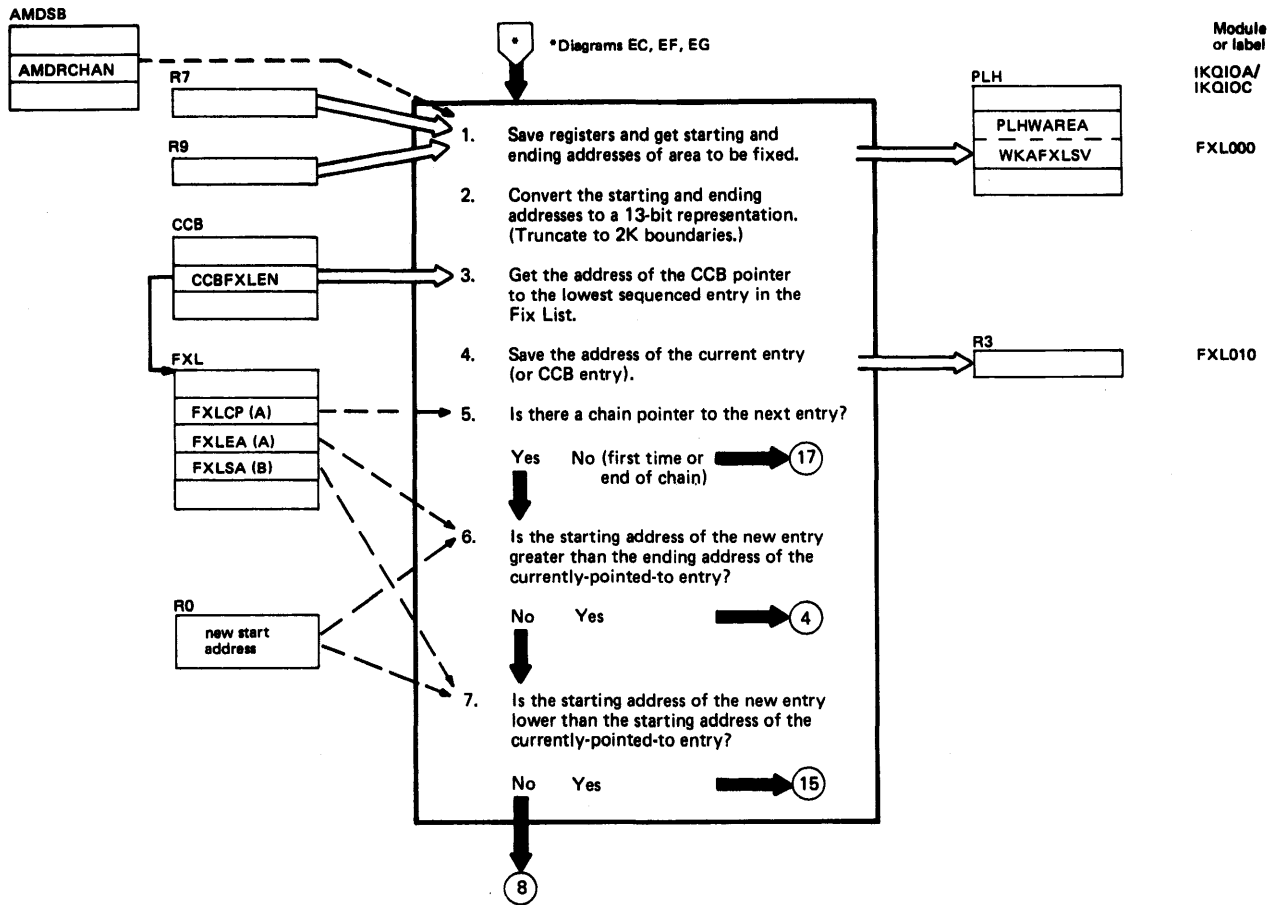 AMDSB
AMDRCHAN
*
*Diagrams EC, EF, EG
Module
or label
IKQIOA/
IKQIOC
R7
R9
PLH
PLHWAREA
WKAFXLSV
FXL000
1. Save registers and get starting and
ending addresses of area to be fixed.
2. Convert the starting and ending
addresses to a 13-bit representation.
(Truncate to 2K boundaries.)
CCB
CCBFXLEN
3. Get the address of the CCB pointer
to the lowest sequenced entry in the
Fix List.
4. Save the address of the current entry
(or CCB entry).
R3
FXL010
FXL
FXLCP (A)
FXLEA (A)
FXLSA (B)
5. Is there a chain pointer to the next entry?
Yes No (first time or
end of chain)
17
6. Is the starting address of the new entry
greater than the ending address of the
currently-pointed-to entry?
No Yes
4
R0
new start
address
7. Is the starting address of the new entry
lower than the starting address of the
currently-pointed-to entry?
No Yes
15
8